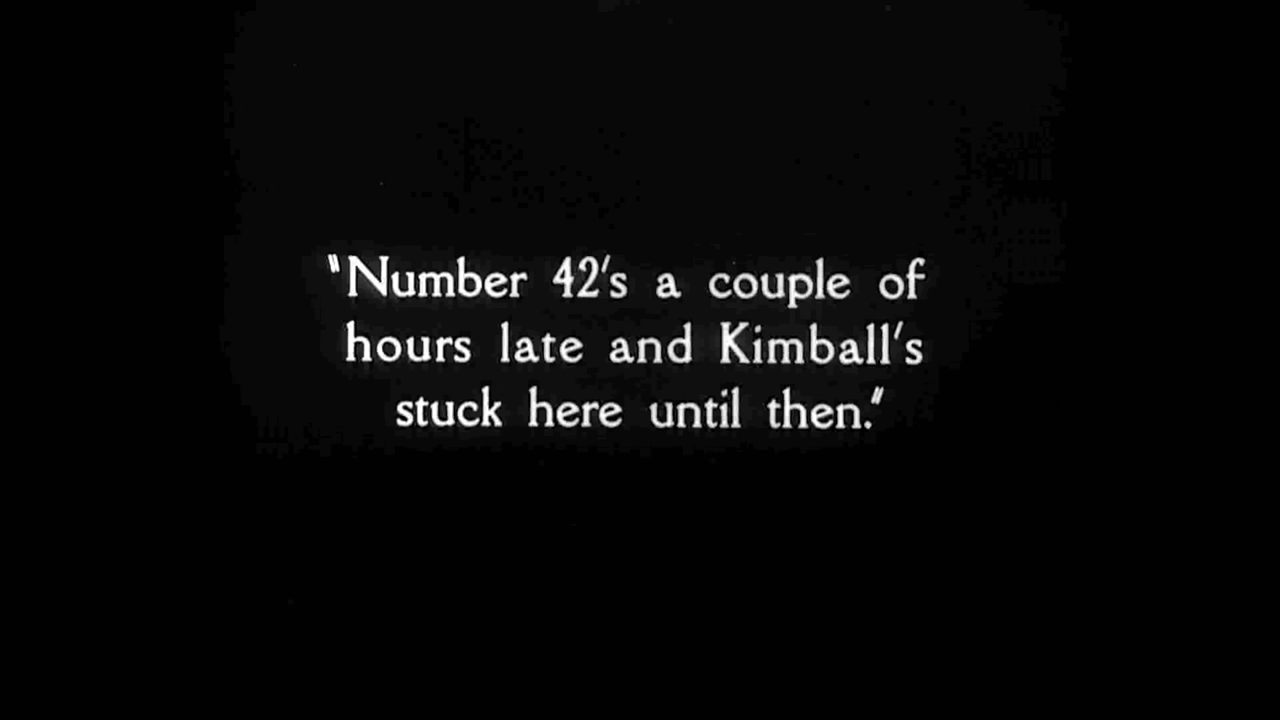 "Number 42's a couple of
hours late and Kimball's
stuck here until then."